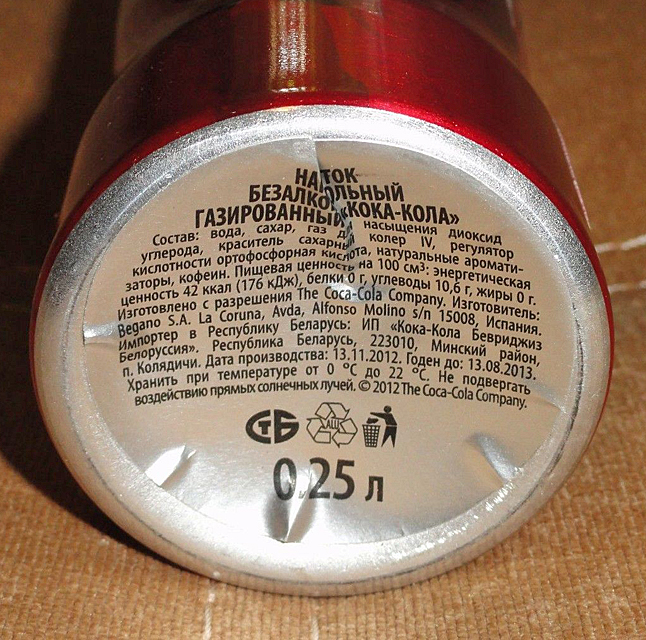 НАПИТОК
БЕЗАЛКОГОЛЬНЫЙ
ГАЗИРОВАННЫЙ «КОКА-КОЛА»
Состав: вода, сахар, газ для насыщения диоксид
углерода, краситель сахарный колер IV, регулятор
кислотности ортофосфорная кислота, натуральные аромати-
заторы, кофеин. Пищевая ценность на 100 см³: энергетическая
ценность 42 ккал (176 кДж), белки 0 г, углеводы 10,6 г, жиры 0 г.
Изготовлено с разрешения The Coca-Cola Company. Изготовитель:
Begano S.A. La Coruna, Avda, Alfonso Molino s/n 15008, Испания.
Импортер в Республику Беларусь: ИП «Кока-Кола Бевриджиз
Белоруссия». Республика Беларусь, 223010, Минский район,
п. Колядичи. Дата производства: 13.11.2012. Годен до: 13.08.2013.
Хранить при температуре от 0 °C до 22 °C. Не подвергать
воздействию прямых солнечных лучей. © 2012 The Coca-Cola Company.
СТБ
0,25 л